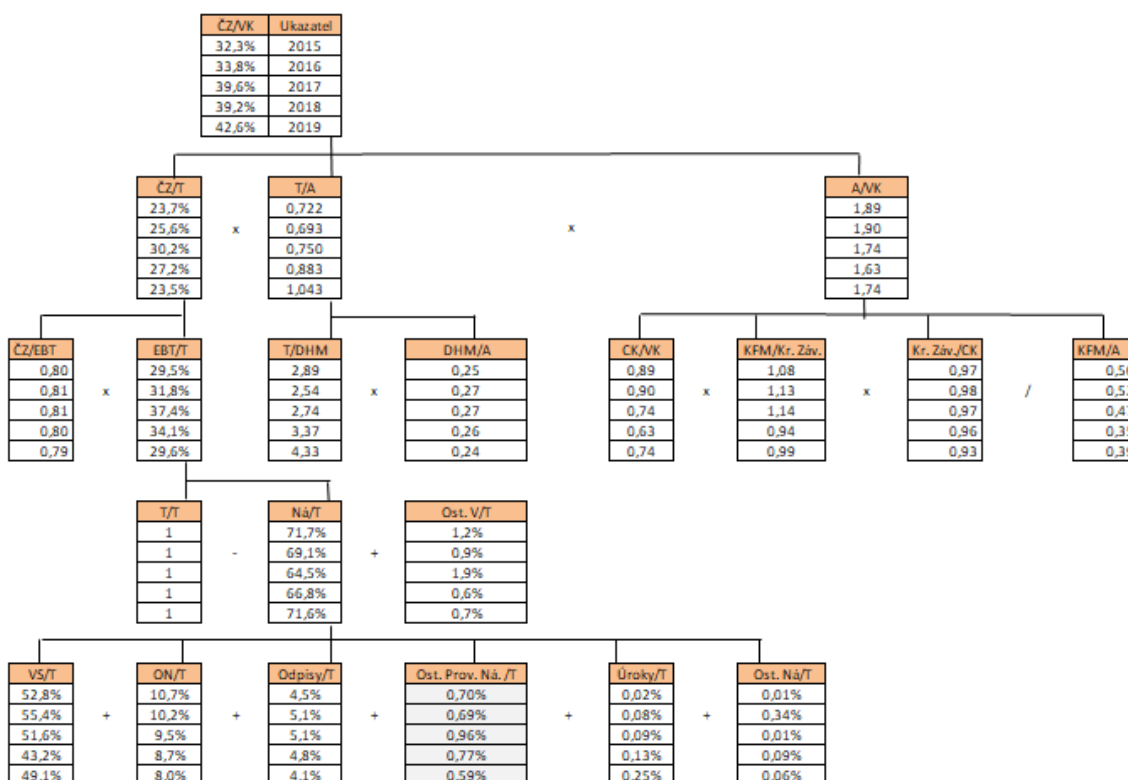 ČZ/VK Ukazatel
32,3% 2015
33,8% 2016
39,6% 2017
39,2% 2018
42,6% 2019
ČZ/T T/A A/VK
23,7% 0,722 1,89
25,6% x 0,693 x 1,90
30,2% 0,750 1,74
27,2% 0,883 1,63
23,5% 1,043 1,74
ČZ/EBT EBT/T T/DHM DHM/A CK/VK KFM/Kr. Záv. Kr. Záv./CK KFM/A
0,80 29,5% 2,89 0,25 0,89 1,08 0,97
0,81 31,8% 2,54 0,27 0,90 1,13 0,98
0,81 x 37,4% 2,74 x 0,27 0,74 x 1,14 x 0,97 /
0,80 34,1% 3,37 0,26 0,63 0,94 0,96
0,79 29,6% 4,33 0,24 0,74 0,99 0,93
T/T Ná/T Ost. V/T
1 71,7% 1,2%
1 - 69,1% + 0,9%
1 64,5% 1,9%
1 66,8% 0,6%
1 71,6% 0,7%
VS/T ON/T Odpisy/T Ost. Prov. Ná. /T Úroky/T Ost. Ná/T
52,8% 10,7% 4,5% 0,70% 0,02% 0,01%
55,4% + 10,2% + 5,1% + 0,69% + 0,08% + 0,34%
51,6% 9,5% 5,1% 0,96% 0,09% 0,01%
43,2% 8,7% 4,8% 0,77% 0,13% 0,09%
49,1% 8,0% 4,1% 0,59% 0,25% 0,06%